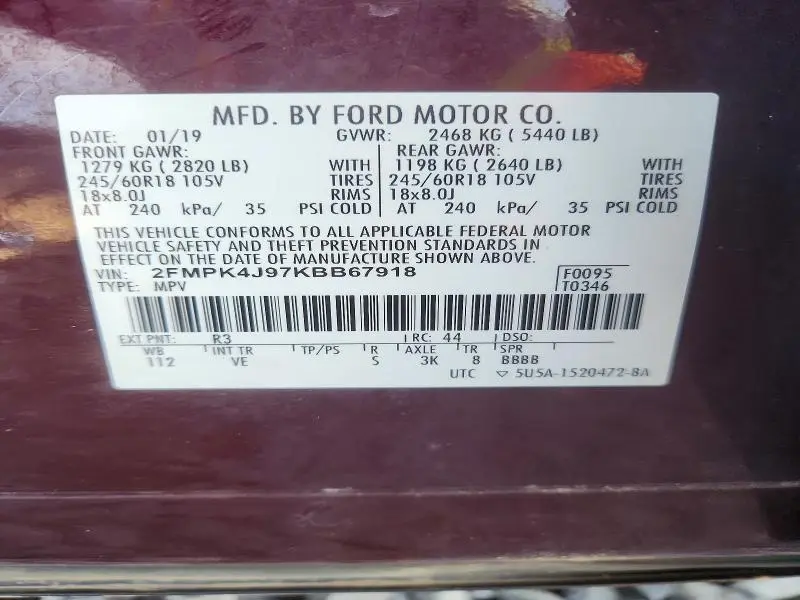 MFD. BY FORD MOTOR CO.
DATE: 01/19 GVWR: 2468 KG ( 5440 LB)
FRONT GAWR: REAR GAWR:
1279 KG ( 2820 LB) WITH 1198 KG ( 2640 LB) WITH
245/60R18 105V TIRES 245/60R18 105V TIRES
18x8.0J RIMS 18x8.0J RIMS
AT 240 kPa/ 35 PSI COLD AT 240 kPa/ 35 PSI COLD
THIS VEHICLE CONFORMS TO ALL APPLICABLE FEDERAL MOTOR
VEHICLE SAFETY AND THEFT PREVENTION STANDARDS IN
EFFECT ON THE DATE OF MANUFACTURE SHOWN ABOVE.
VIN: 2FMPK4J97KBB67918 F0095
TYPE: MPV T0346
EXT PNT: R3 RC: 44 DSO:
WB INT TR TP/PS R AXLE TR SPR
112 VE S 3K 8 BBBB
UTC ▽ 5U5A-1520472-BA